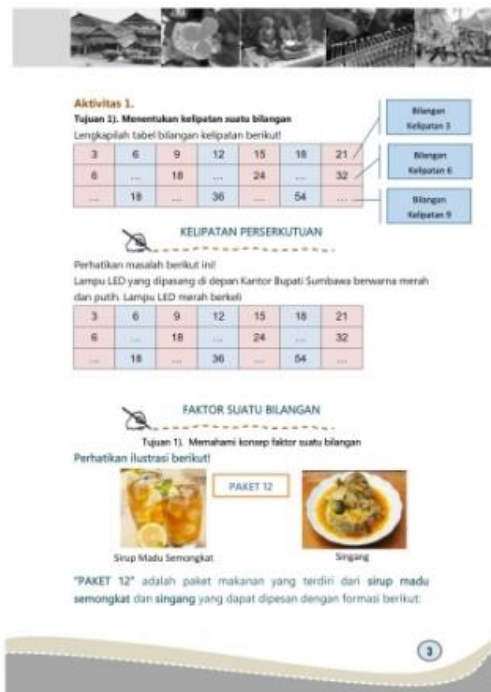 Aktivitas 1.
Tujuan 1). Menentukan kelipatan suatu bilangan
Lengkapilah tabel bilangan kelipatan berikut!
3 6 9 12 15 18 21
6 ... 18 ... 24 ... 32
... 18 ... 36 ... 54 ...
Bilangan
Kelipatan 3
Bilangan
Kelipatan 6
Bilangan
Kelipatan 9
KELIPATAN PERSERKUTUAN
Perhatikan masalah berikut ini!
Lampu LED yang dipasang di depan Kantor Bupati Sumbawa berwarna merah
dan putih. Lampu LED merah berkeli
3 6 9 12 15 18 21
6 ... 18 ... 24 ... 32
... 18 ... 36 ... 54 ...
FAKTOR SUATU BILANGAN
Tujuan 1). Memahami konsep faktor suatu bilangan
Perhatikan ilustrasi berikut!
PAKET 12
Sirup Madu Semongkat
Singang
"PAKET 12" adalah paket makanan yang terdiri dari sirup madu
semongkat dan singang yang dapat dipesan dengan formasi berikut:
3